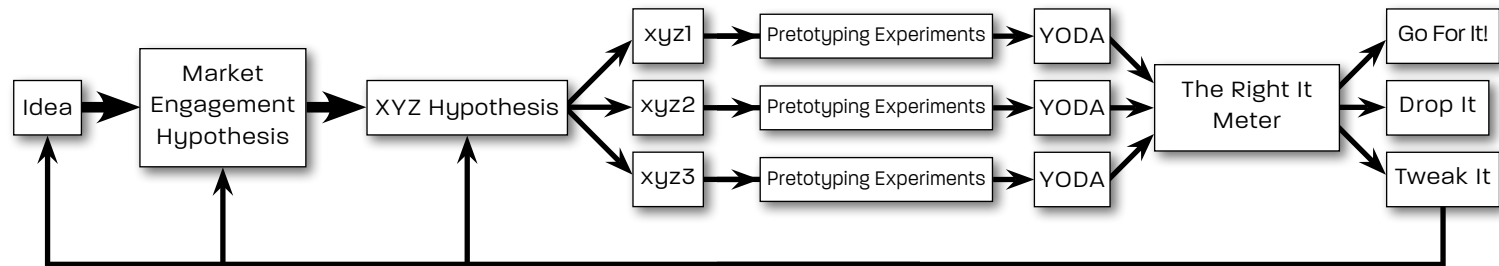 Idea
Market
Engagement
Hypothesis
XYZ Hypothesis
xyz1
Pretotyping Experiments
YODA
xyz2
Pretotyping Experiments
YODA
xyz3
Pretotyping Experiments
YODA
The Right It
Meter
Go For It!
Drop It
Tweak It